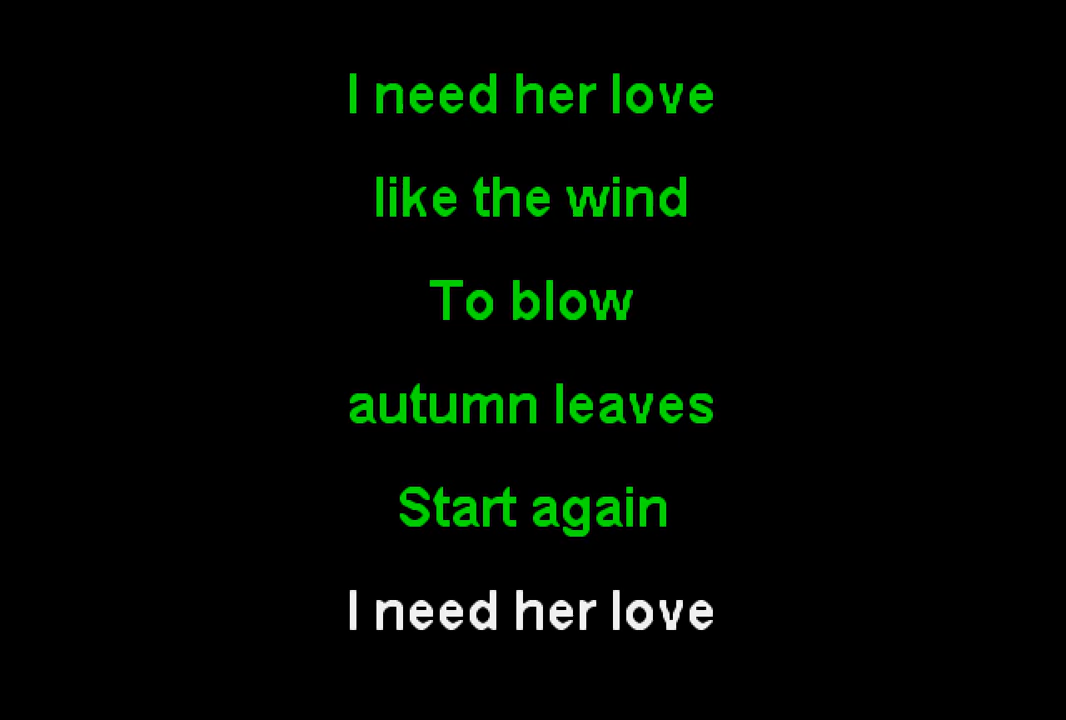 I need her love
like the wind
To blow
autumn leaves
Start again
I need her love